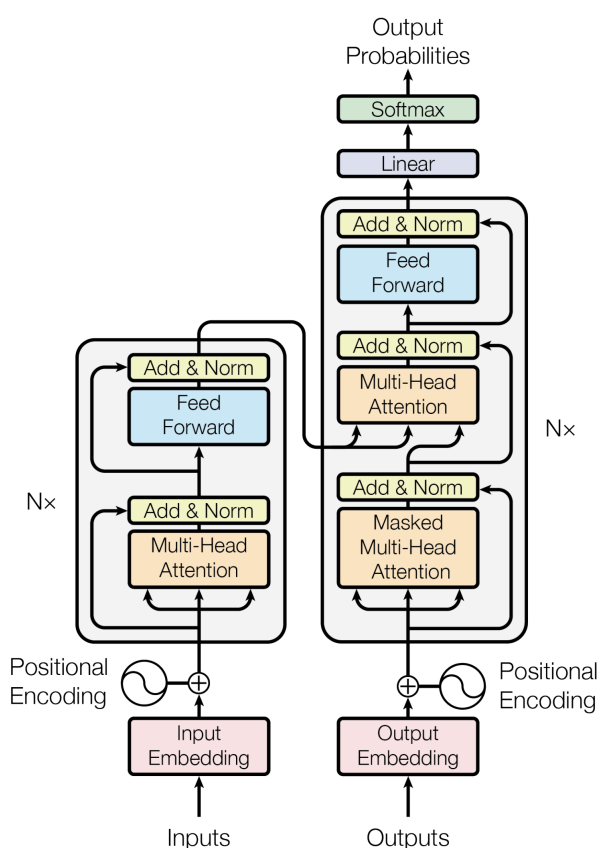 Output
Probabilities
Softmax
Linear
Add & Norm
Feed
Forward
Add & Norm
Multi-Head
Attention
Add & Norm
Masked
Multi-Head
Attention
N×
Positional
Encoding
Output
Embedding
Outputs
Add & Norm
Feed
Forward
Add & Norm
Multi-Head
Attention
N×
Positional
Encoding
Input
Embedding
Inputs